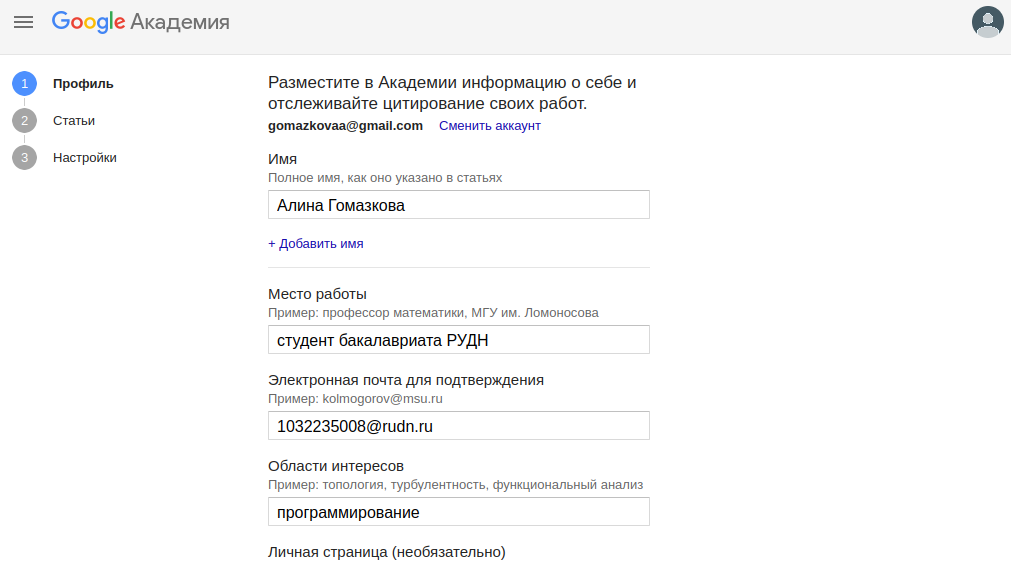 Google Академия
1 Профиль
2 Статьи
3 Настройки
Разместите в Академии информацию о себе и
отслеживайте цитирование своих работ.
gomazkovaa@gmail.com Сменить аккаунт
Имя
Полное имя, как оно указано в статьях
Алина Гомазкова
+ Добавить имя
Место работы
Пример: профессор математики, МГУ им. Ломоносова
студент бакалавриата РУДН
Электронная почта для подтверждения
Пример: kolmogorov@msu.ru
1032235008@rudn.ru
Области интересов
Пример: топология, турбулентность, функциональный анализ
программирование
Личная страница (необязательно)